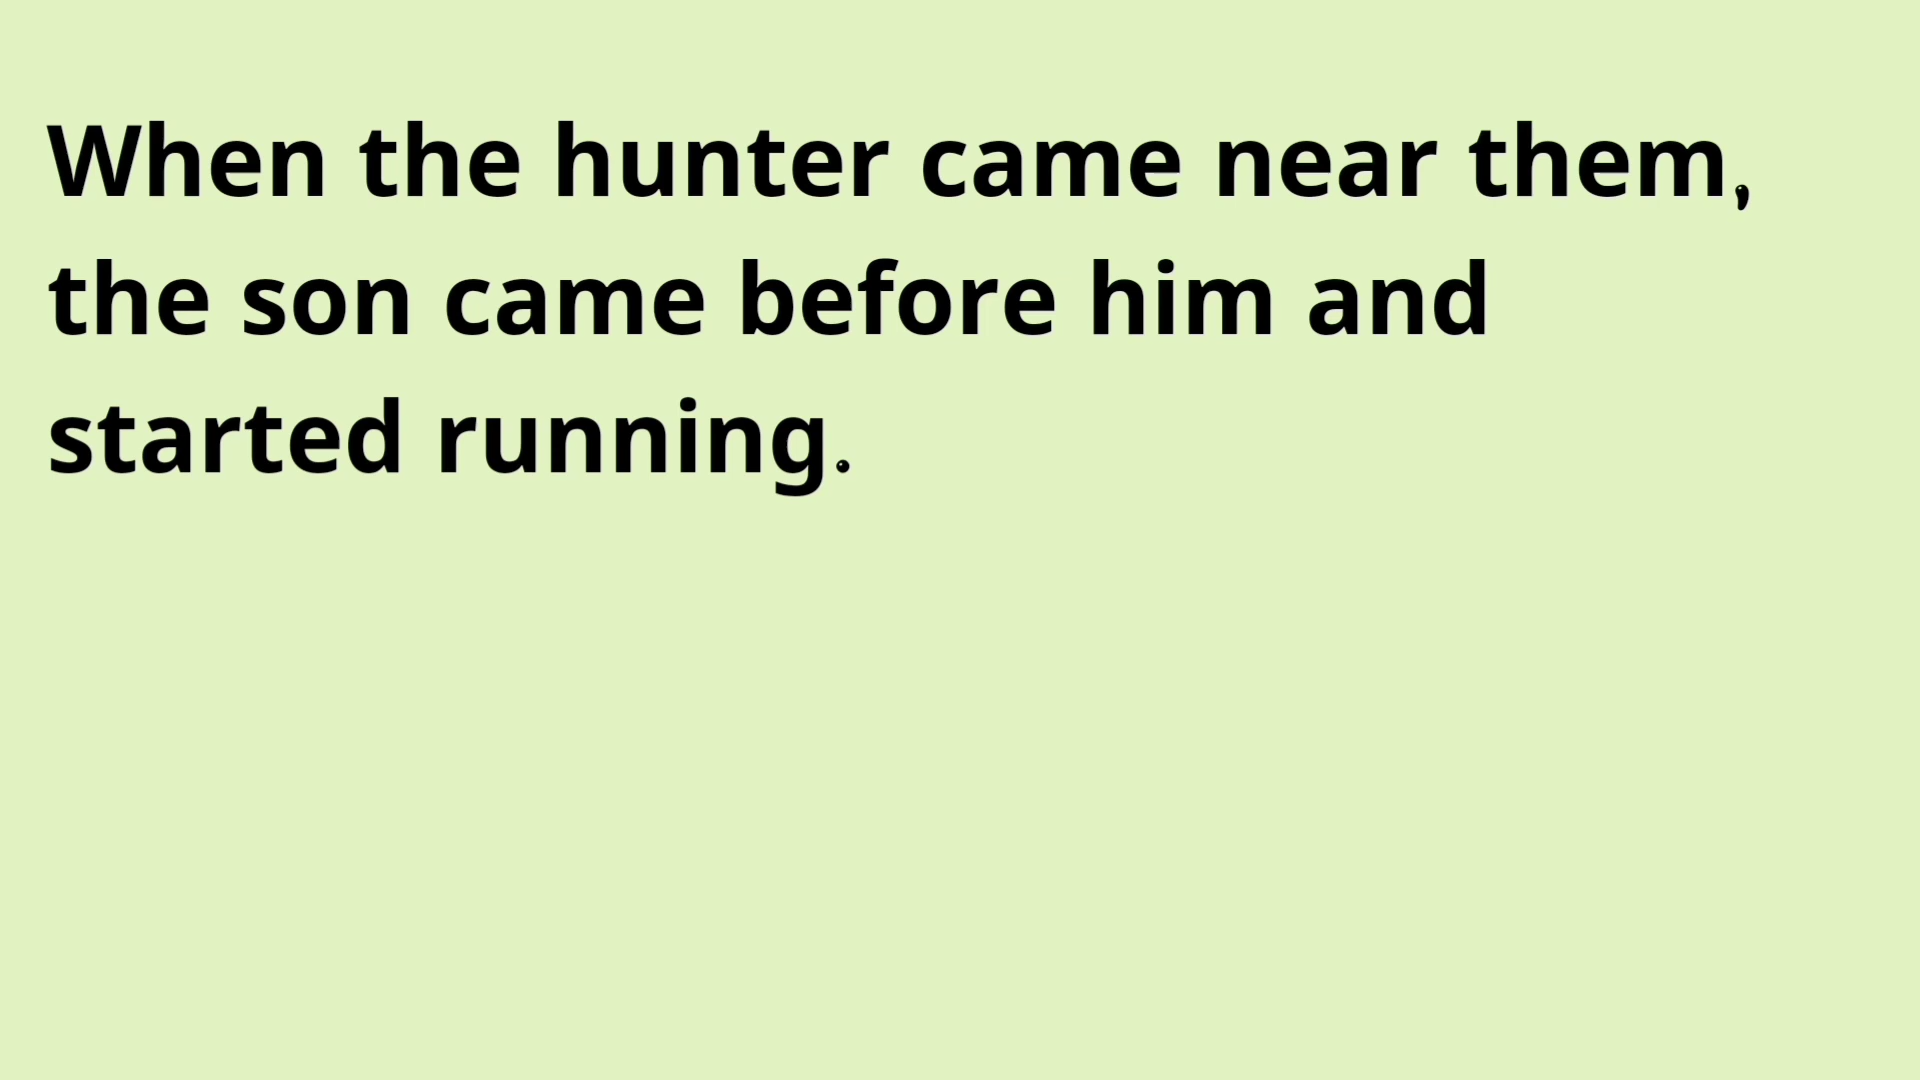 When the hunter came near them,
the son came before him and
started running.